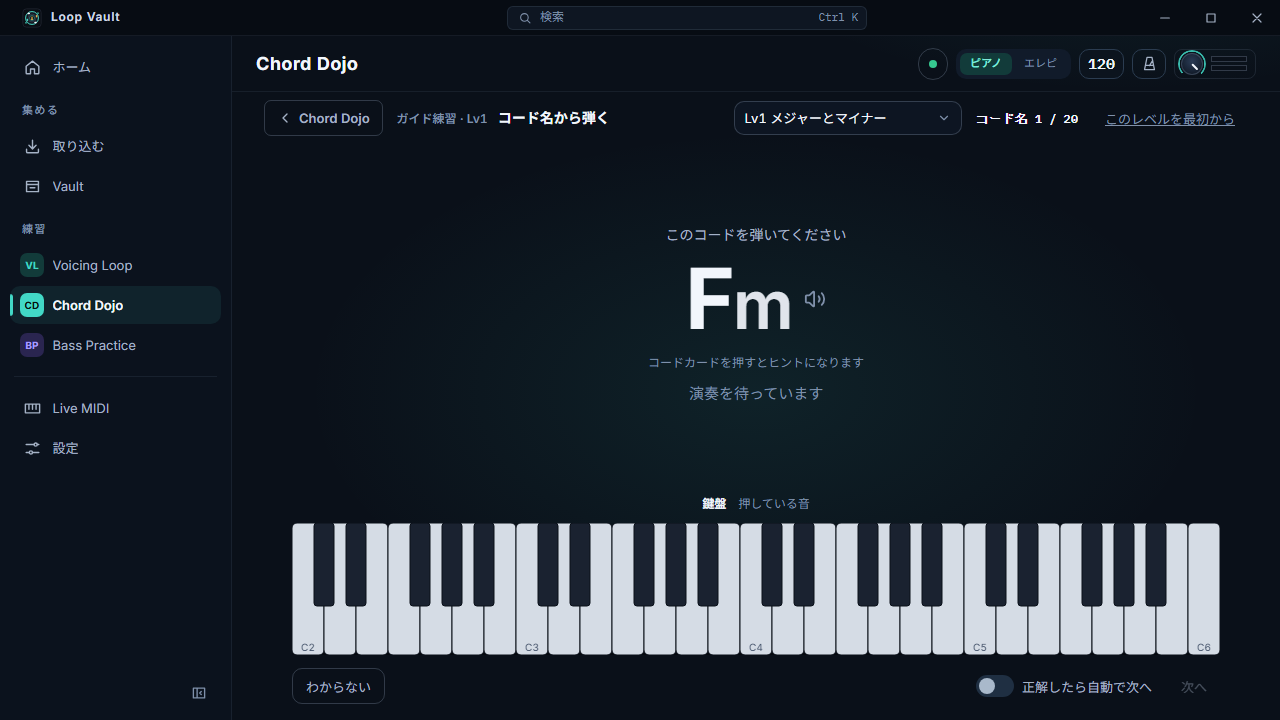 Loop Vault
検索
Ctrl K
ホーム
集める
取り込む
Vault
練習
VL Voicing Loop
CD Chord Dojo
BP Bass Practice
Live MIDI
設定
Chord Dojo
ピアノ
エレピ
120
Chord Dojo
ガイド練習 · Lv1
コード名から弾く
Lv1 メジャーとマイナー
コード名 1 / 20
このレベルを最初から
このコードを弾いてください
Fm
コードカードを押すとヒントになります
演奏を待っています
鍵盤 押している音
C2 C3 C4 C5 C6
わからない
正解したら自動で次へ
次へ